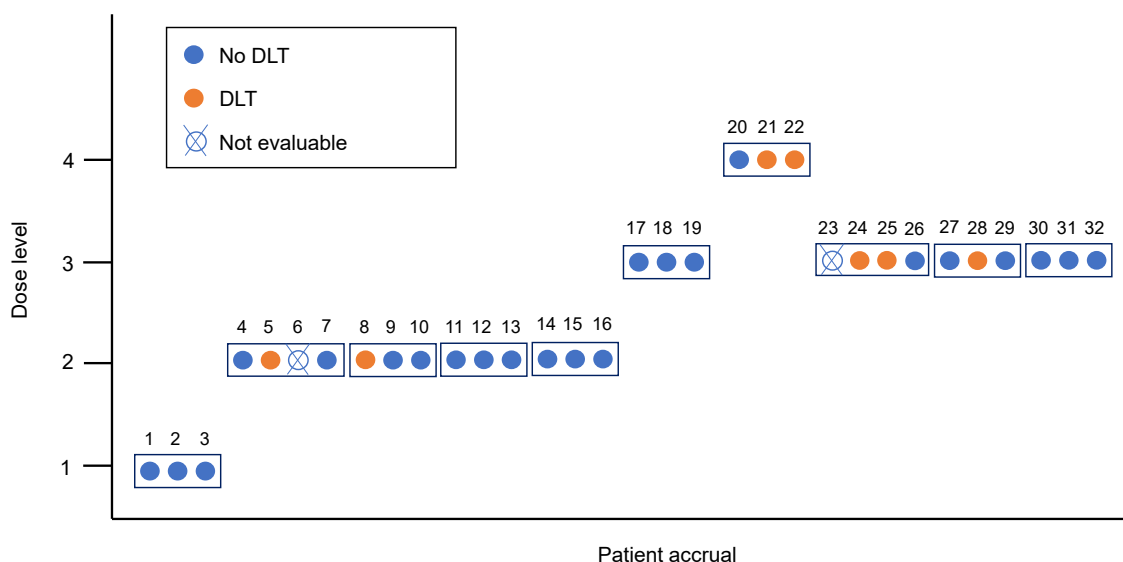 No DLT
DLT
Not evaluable
20 21 22
4
17 18 19
23 24 25 26 27 28 29 30 31 32
3
Dose level
4 5 6 7 8 9 10 11 12 13 14 15 16
2
1 2 3
1
Patient accrual